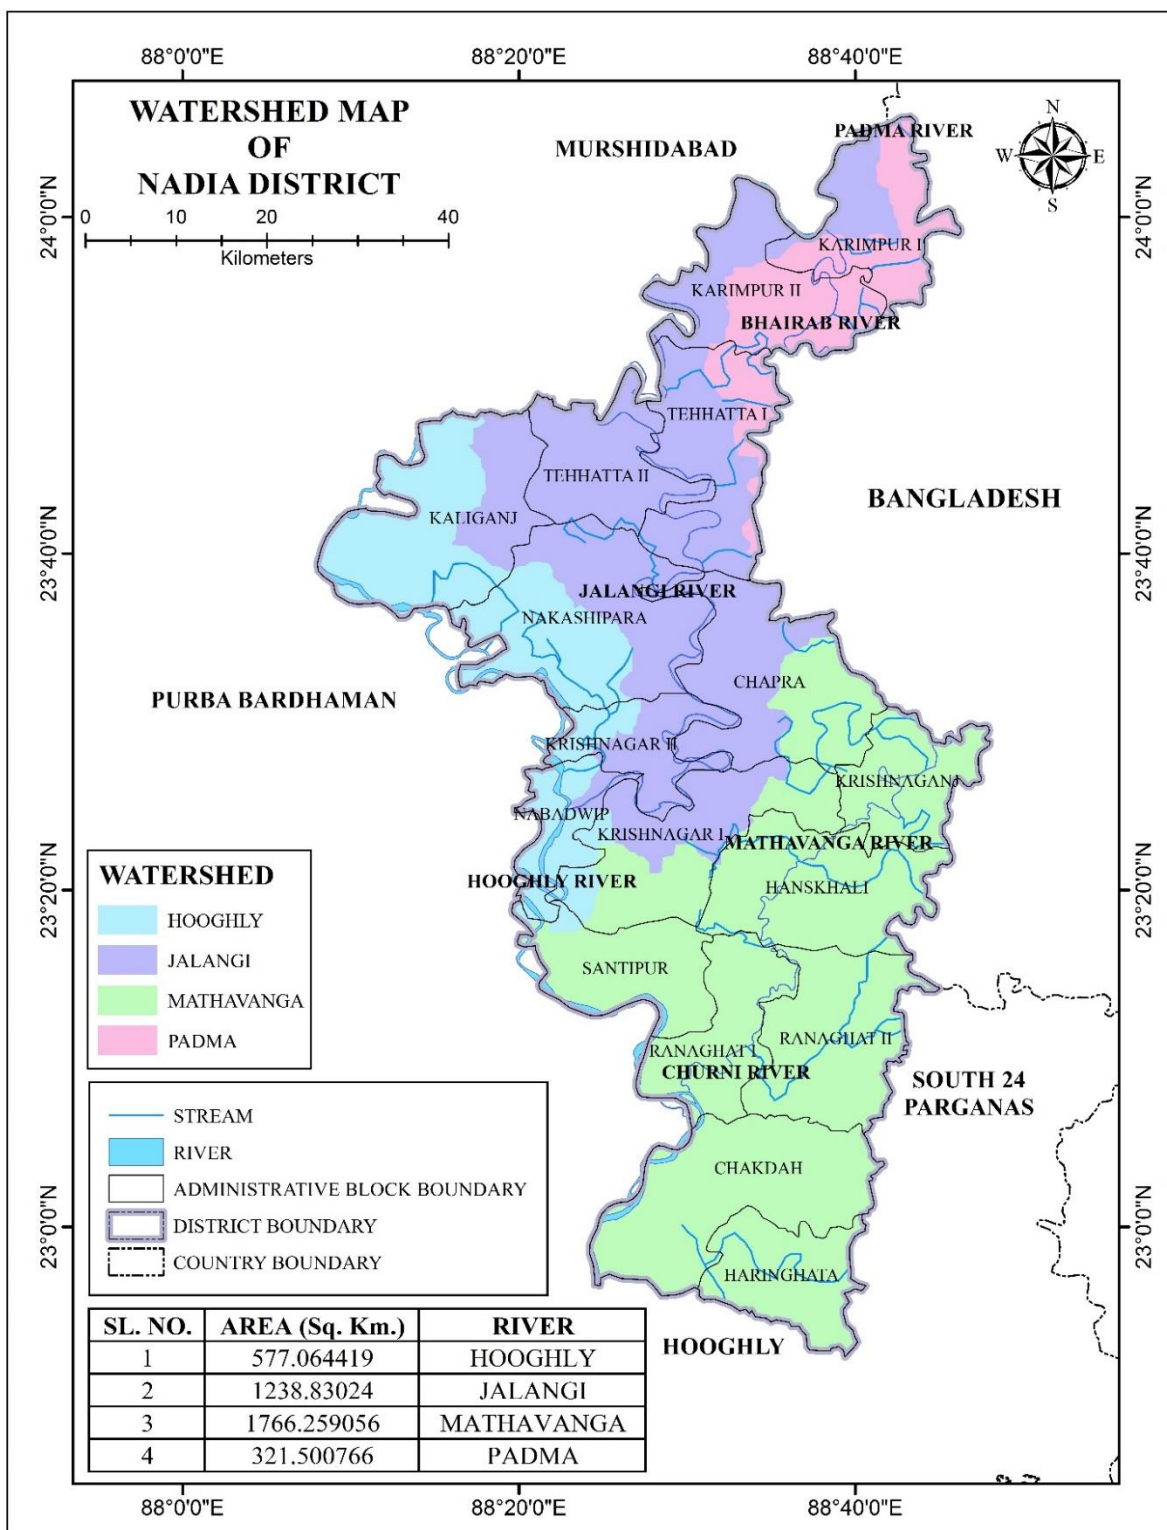 88°0'0"E 88°20'0"E 88°40'0"E
WATERSHED MAP
OF
NADIA DISTRICT
0 10 20 40
Kilometers
N
W E
S
24°0'0"N
24°0'0"N
23°40'0"N
23°40'0"N
23°20'0"N
23°20'0"N
23°0'0"N
23°0'0"N
MURSHIDABAD
PADMA RIVER
KARIMPUR I
KARIMPUR II
BHAIRAB RIVER
TEHHATTA I
TEHHATTA II
BANGLADESH
KALIGANJ
JALANGI RIVER
NAKASHIPARA
PURBA BARDHAMAN
CHAPRA
KRISHNAGAR II
KRISHNAGANJ
NABADWIP
KRISHNAGAR I
MATHAVANGA RIVER
HOOGHLY RIVER
HANSKHALI
SANTIPUR
RANAGHAT I
RANAGHAT II
CHURNI RIVER
SOUTH 24
PARGANAS
CHAKDAH
HARINGHATA
HOOGHLY
WATERSHED
HOOGHLY
JALANGI
MATHAVANGA
PADMA
STREAM
RIVER
ADMINISTRATIVE BLOCK BOUNDARY
DISTRICT BOUNDARY
COUNTRY BOUNDARY
SL. NO. AREA (Sq. Km.) RIVER
1 577.064419 HOOGHLY
2 1238.83024 JALANGI
3 1766.259056 MATHAVANGA
4 321.500766 PADMA
88°0'0"E 88°20'0"E 88°40'0"E